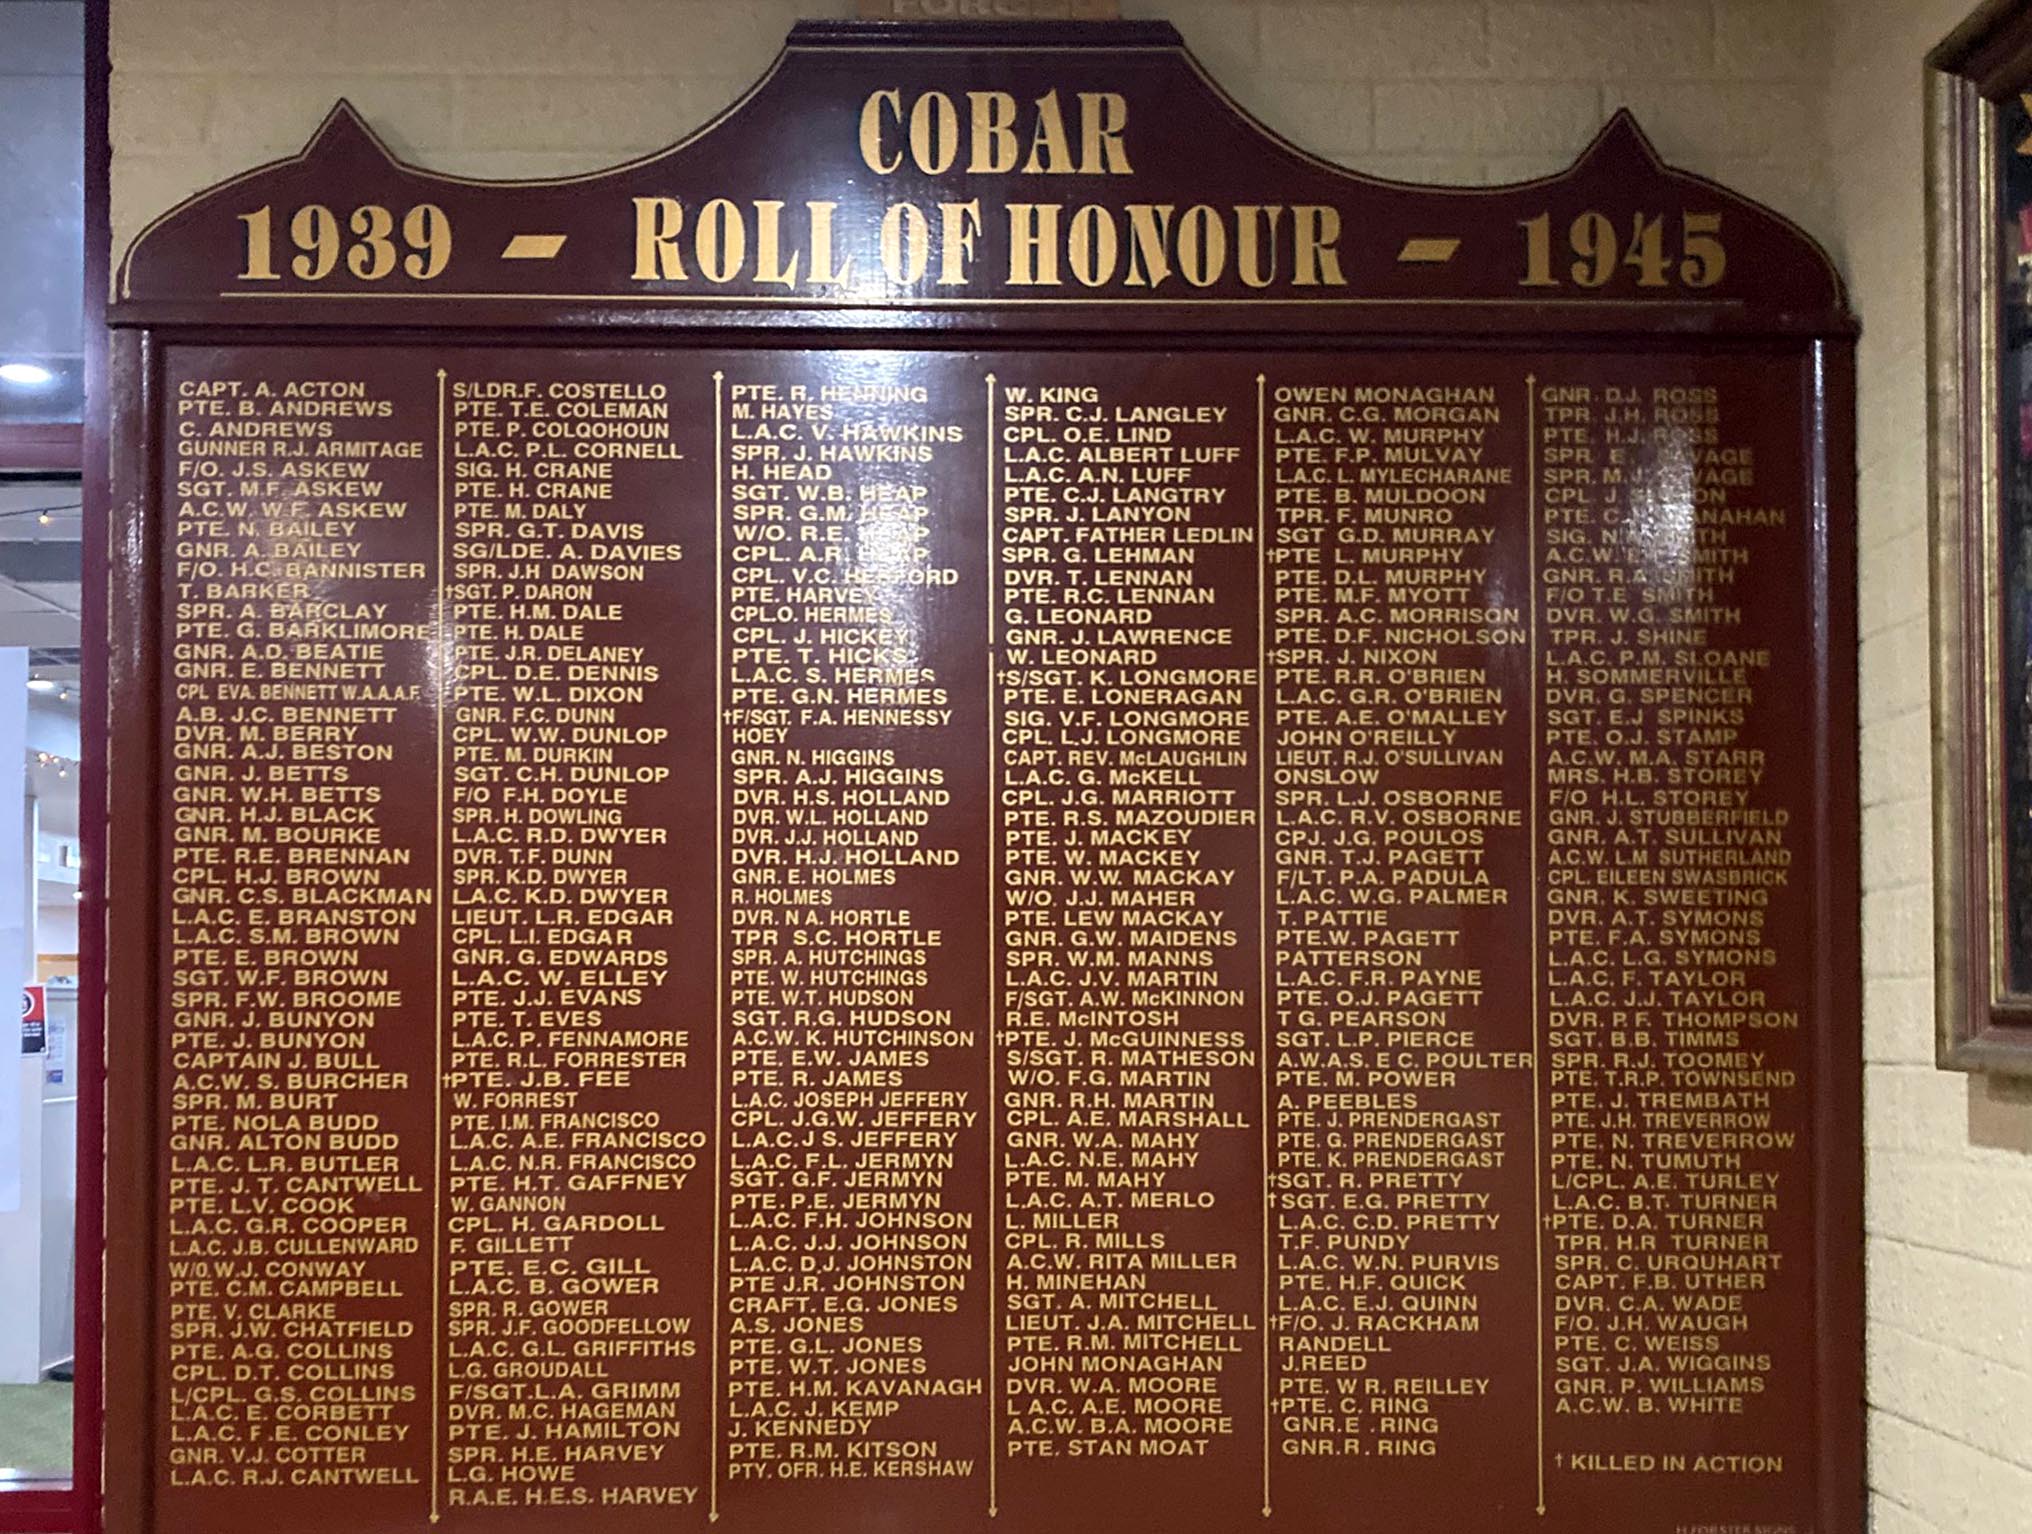 COBAR
1939 - ROLL OF HONOUR - 1945
CAPT. A. ACTON
PTE. B. ANDREWS
C. ANDREWS
GUNNER R.J. ARMITAGE
F/O. J.S. ASKEW
SGT. M.F. ASKEW
A.C.W. W.F. ASKEW
PTE. N. BAILEY
GNR. A. BAILEY
F/O. H.C. BANNISTER
T. BARKER
SPR. A. BARCLAY
PTE. G. BARKLIMORE
GNR. A.D. BEATIE
GNR. E. BENNETT
CPL EVA. BENNETT W.A.A.A.F.
A.B. J.C. BENNETT
DVR. M. BERRY
GNR. A.J. BESTON
GNR. J. BETTS
GNR. W.H. BETTS
GNR. H.J. BLACK
GNR. M. BOURKE
PTE. R.E. BRENNAN
CPL. H.J. BROWN
GNR. C.S. BLACKMAN
L.A.C. E. BRANSTON
L.A.C. S.M. BROWN
PTE. E. BROWN
SGT. W.F. BROWN
SPR. F.W. BROOME
GNR. J. BUNYON
PTE. J. BUNYON
CAPTAIN J. BULL
A.C.W. S. BURCHER
SPR. M. BURT
PTE. NOLA BUDD
GNR. ALTON BUDD
L.A.C. L.R. BUTLER
PTE. J. T. CANTWELL
PTE. L.V. COOK
L.A.C. G.R. COOPER
L.A.C. J.B. CULLENWARD
W/O. W.J. CONWAY
PTE. C.M. CAMPBELL
PTE. V. CLARKE
SPR. J.W. CHATFIELD
PTE. A.G. COLLINS
CPL. D.T. COLLINS
L/CPL. G.S. COLLINS
L.A.C. E. CORBETT
L.A.C. F.E. CONLEY
GNR. V.J. COTTER
L.A.C. R.J. CANTWELL
S/LDR.F. COSTELLO
PTE. T.E. COLEMAN
PTE. P. COLQOHOUN
L.A.C. P.L. CORNELL
SIG. H. CRANE
PTE. H. CRANE
PTE. M. DALY
SPR. G.T. DAVIS
SG/LDE. A. DAVIES
SPR. J.H DAWSON
†SGT. P. DARON
PTE. H.M. DALE
PTE. H. DALE
PTE. J.R. DELANEY
CPL. D.E. DENNIS
PTE. W.L. DIXON
GNR. F.C. DUNN
CPL. W.W. DUNLOP
PTE. M. DURKIN
SGT. C.H. DUNLOP
F/O F.H. DOYLE
SPR. H. DOWLING
L.A.C. R.D. DWYER
DVR. T.F. DUNN
SPR. K.D. DWYER
L.A.C. K.D. DWYER
LIEUT. L.R. EDGAR
CPL. L.I. EDGAR
GNR. G. EDWARDS
L.A.C. W. ELLEY
PTE. J.J. EVANS
PTE. T. EVES
L.A.C. P. FENNAMORE
PTE. R.L. FORRESTER
†PTE. J.B. FEE
W. FORREST
PTE. I.M. FRANCISCO
L.A.C. A.E. FRANCISCO
L.A.C. N.R. FRANCISCO
PTE. H.T. GAFFNEY
W. GANNON
CPL. H. GARDOLL
F. GILLETT
PTE. E.C. GILL
L.A.C. B. GOWER
SPR. R. GOWER
SPR. J.F. GOODFELLOW
L.A.C. G.L. GRIFFITHS
L.G. GROUDALL
F/SGT.L.A. GRIMM
DVR. M.C. HAGEMAN
PTE. J. HAMILTON
SPR. H.E. HARVEY
L.G. HOWE
R.A.E. H.E.S. HARVEY
PTE. R. HENNING
M. HAYES
L.A.C. V. HAWKINS
SPR. J. HAWKINS
H. HEAD
SGT. W.B. HEAP
SPR. G.M. HEAP
W/O. R.E. HEAP
CPL. A.R. HEAP
CPL. V.C. HERFORD
PTE. HARVEY
CPL.O. HERMES
CPL. J. HICKEY
PTE. T. HICKS
L.A.C. S. HERMES
PTE. G.N. HERMES
†F/SGT. F.A. HENNESSY
HOEY
GNR. N. HIGGINS
SPR. A.J. HIGGINS
DVR. H.S. HOLLAND
DVR. W.L. HOLLAND
DVR. J.J. HOLLAND
DVR. H.J. HOLLAND
GNR. E. HOLMES
R. HOLMES
DVR. N A. HORTLE
TPR S.C. HORTLE
SPR. A. HUTCHINGS
PTE. W. HUTCHINGS
PTE. W.T. HUDSON
SGT. R.G. HUDSON
A.C.W. K. HUTCHINSON
PTE. E.W. JAMES
PTE. R. JAMES
L.A.C. JOSEPH JEFFERY
CPL. J.G.W. JEFFERY
L.A.C. J S. JEFFERY
L.A.C. F.L. JERMYN
SGT. G.F. JERMYN
PTE. P.E. JERMYN
L.A.C. F.H. JOHNSON
L.A.C. J.J. JOHNSON
L.A.C. D.J. JOHNSTON
PTE J.R. JOHNSTON
CRAFT. E.G. JONES
A.S. JONES
PTE. G.L. JONES
PTE. W.T. JONES
PTE. H.M. KAVANAGH
L.A.C. J. KEMP
J. KENNEDY
PTE. R.M. KITSON
PTY. OFR. H.E. KERSHAW
W. KING
SPR. C.J. LANGLEY
CPL. O.E. LIND
L.A.C. ALBERT LUFF
L.A.C. A.N. LUFF
PTE. C.J. LANGTRY
SPR. J. LANYON
CAPT. FATHER LEDLIN
SPR. G. LEHMAN
DVR. T. LENNAN
PTE. R.C. LENNAN
G. LEONARD
GNR. J. LAWRENCE
W. LEONARD
†S/SGT. K. LONGMORE
PTE. E. LONERAGAN
SIG. V.F. LONGMORE
CPL. L.J. LONGMORE
CAPT. REV. McLAUGHLIN
L.A.C. G. McKELL
CPL. J.G. MARRIOTT
PTE. R.S. MAZOUDIER
PTE. J. MACKEY
PTE. W. MACKEY
GNR. W.W. MACKAY
W/O. J.J. MAHER
PTE. LEW MACKAY
GNR. G.W. MAIDENS
SPR. W.M. MANNS
L.A.C. J.V. MARTIN
F/SGT. A.W. McKINNON
R.E. McINTOSH
†PTE. J. McGUINNESS
S/SGT. R. MATHESON
W/O. F.G. MARTIN
GNR. R.H. MARTIN
CPL. A.E. MARSHALL
GNR. W.A. MAHY
L.A.C. N.E. MAHY
PTE. M. MAHY
L.A.C. A.T. MERLO
L. MILLER
CPL. R. MILLS
A.C.W. RITA MILLER
H. MINEHAN
SGT. A. MITCHELL
LIEUT. J.A. MITCHELL
PTE. R.M. MITCHELL
JOHN MONAGHAN
DVR. W.A. MOORE
L A.C. A.E. MOORE
A.C.W. B.A. MOORE
PTE. STAN MOAT
OWEN MONAGHAN
GNR. C.G. MORGAN
L.A.C. W. MURPHY
PTE. F.P. MULVAY
L.A.C. L. MYLECHARANE
PTE. B. MULDOON
TPR. F. MUNRO
SGT G.D. MURRAY
†PTE L. MURPHY
PTE. D.L. MURPHY
PTE. M.F. MYOTT
SPR. A.C. MORRISON
PTE. D.F. NICHOLSON
†SPR. J. NIXON
PTE. R.R. O'BRIEN
L.A.C. G.R. O'BRIEN
PTE. A.E. O'MALLEY
JOHN O'REILLY
LIEUT. R.J. O'SULLIVAN
ONSLOW
SPR. L.J. OSBORNE
L.A.C. R.V. OSBORNE
CPJ. J.G. POULOS
GNR. T.J. PAGETT
F/LT. P.A. PADULA
L.A.C. W.G. PALMER
T. PATTIE
PTE.W. PAGETT
PATTERSON
L.A.C. F.R. PAYNE
PTE. O.J. PAGETT
T G. PEARSON
SGT. L.P. PIERCE
A.W.A.S. E C. POULTER
PTE. M. POWER
A. PEEBLES
PTE. J. PRENDERGAST
PTE. G. PRENDERGAST
PTE. K. PRENDERGAST
†SGT. R. PRETTY
†SGT. E.G. PRETTY
L.A.C. C.D. PRETTY
T.F. PUNDY
L.A.C. W.N. PURVIS
PTE. H.F. QUICK
L.A.C. E.J. QUINN
†F/O. J. RACKHAM
RANDELL
J.REED
PTE. W R. REILLEY
†PTE. C. RING
GNR.E . RING
GNR.R . RING
GNR. D.J. ROSS
TPR. J.H. ROSS
PTE. H.J. ROSS
SPR. E. SAVAGE
SPR. M.J. SAVAGE
CPL. J.
PTE. C.
SIG. N. SMITH
A.C.W. SMITH
GNR. R.A. SMITH
F/O T.E. SMITH
DVR. W.G. SMITH
TPR. J. SHINE
L.A.C. P.M. SLOANE
H. SOMMERVILLE
DVR. G. SPENCER
SGT. E.J SPINKS
PTE. O.J. STAMP
A.C.W. M.A. STARR
MRS. H.B. STOREY
F/O H.L. STOREY
GNR. J. STUBBERFIELD
GNR. A.T. SULLIVAN
A.C.W. L.M SUTHERLAND
CPL. EILEEN SWASBRICK
GNR. K. SWEETING
DVR. A.T. SYMONS
PTE. F.A. SYMONS
L.A.C. L.G. SYMONS
L.A.C. F. TAYLOR
L.A.C. J.J. TAYLOR
DVR. P.F. THOMPSON
SGT. B.B. TIMMS
SPR. R.J. TOOMEY
PTE. T.R.P. TOWNSEND
PTE. J. TREMBATH
PTE. J.H. TREVERROW
PTE. N. TREVERROW
PTE. N. TUMUTH
L/CPL. A.E. TURLEY
L.A.C. B.T. TURNER
†PTE. D.A. TURNER
TPR. H.R TURNER
SPR. C. URQUHART
CAPT. F.B. UTHER
DVR. C.A. WADE
F/O. J.H. WAUGH
PTE. C. WEISS
SGT. J.A. WIGGINS
GNR. P. WILLIAMS
A.C.W. B. WHITE
† KILLED IN ACTION